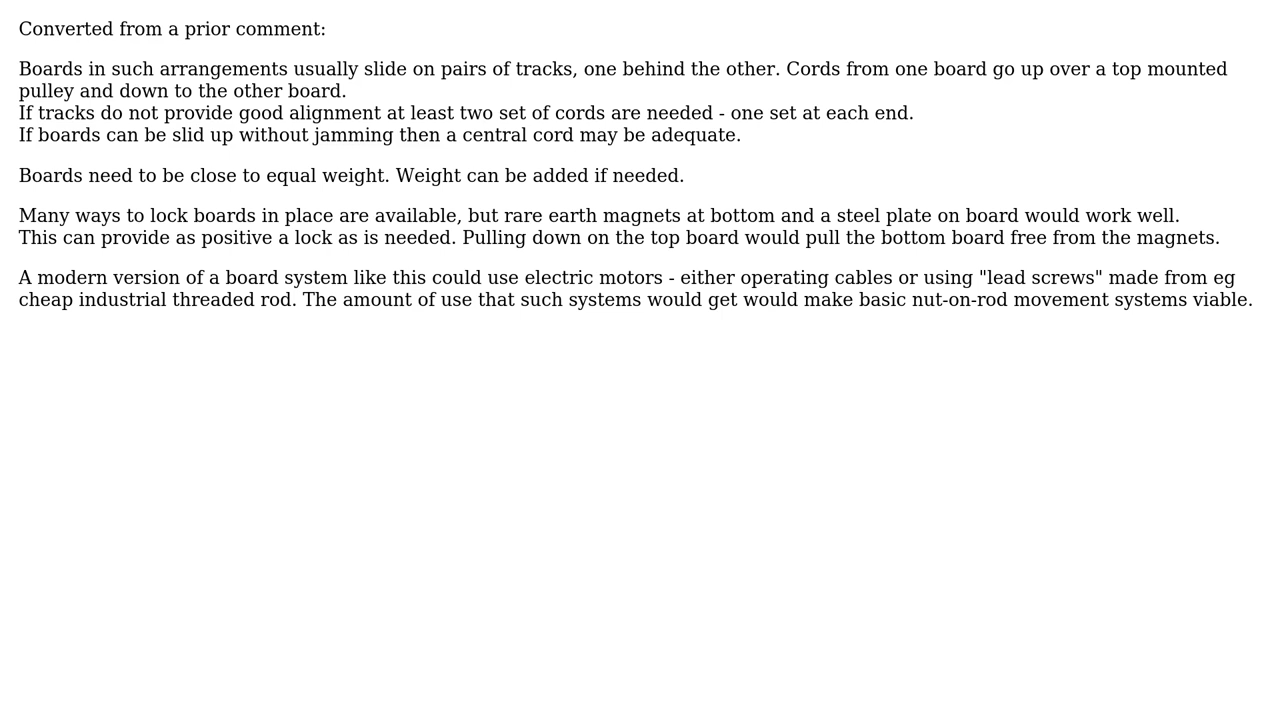 Converted from a prior comment:
Boards in such arrangements usually slide on pairs of tracks, one behind the other. Cords from one board go up over a top mounted
pulley and down to the other board.
If tracks do not provide good alignment at least two set of cords are needed - one set at each end.
If boards can be slid up without jamming then a central cord may be adequate.
Boards need to be close to equal weight. Weight can be added if needed.
Many ways to lock boards in place are available, but rare earth magnets at bottom and a steel plate on board would work well.
This can provide as positive a lock as is needed. Pulling down on the top board would pull the bottom board free from the magnets.
A modern version of a board system like this could use electric motors - either operating cables or using "lead screws" made from eg
cheap industrial threaded rod. The amount of use that such systems would get would make basic nut-on-rod movement systems viable.